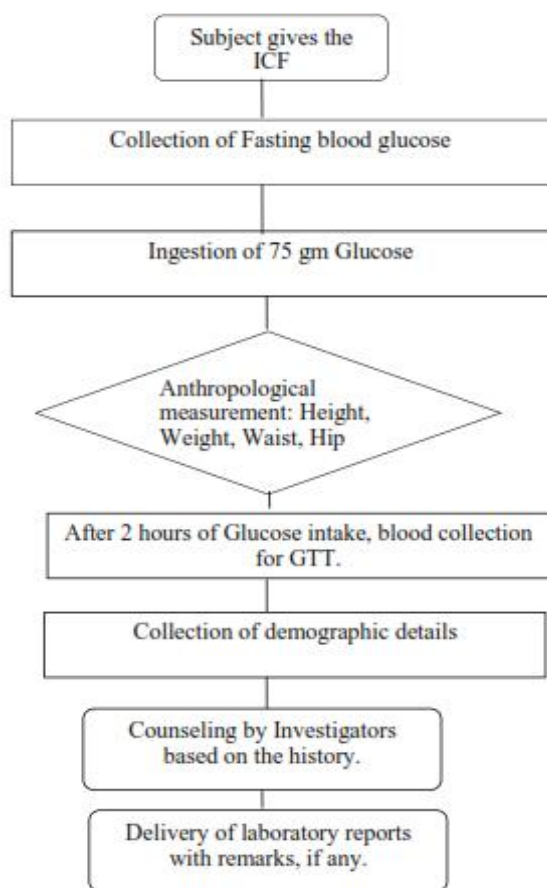 Subject gives the
ICF
Collection of Fasting blood glucose
Ingestion of 75 gm Glucose
Anthropological
measurement: Height,
Weight, Waist, Hip
After 2 hours of Glucose intake, blood collection
for GTT.
Collection of demographic details
Counseling by Investigators
based on the history.
Delivery of laboratory reports
with remarks, if any.